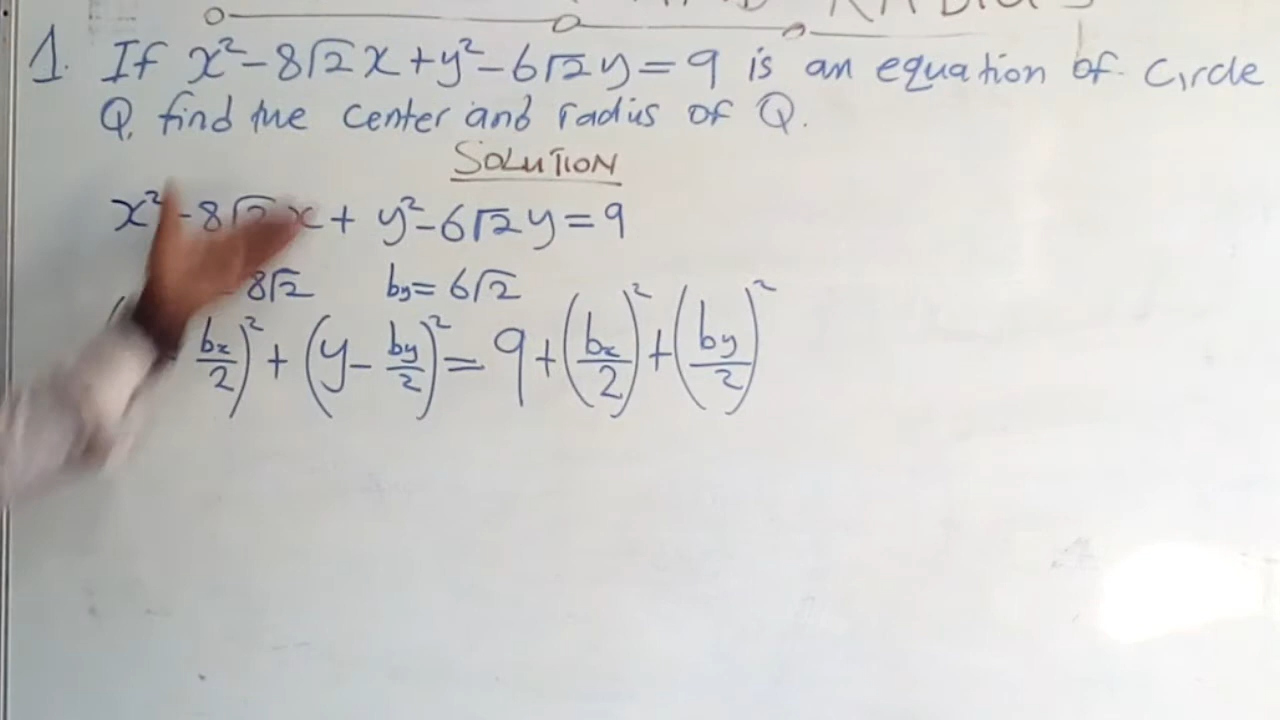 1. If x²-8√2x+y²-6√2y=9 is an equation of Circle
Q, find the center and radius of Q.
SOLUTION
x²-8√2x+ y²-6√2y=9
8√2 by= 6√2
bx/2)²+(y-by/2)²=9+(bx/2)²+(by/2)²